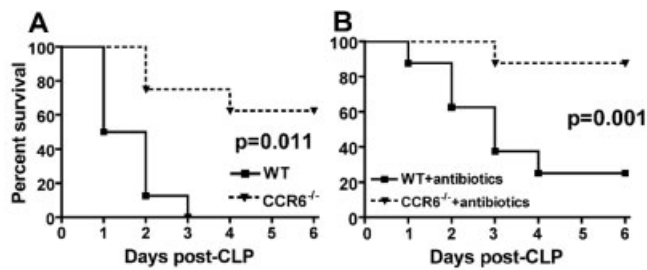 A
Percent survival
100
80
60
40
20
0
p=0.011
WT
CCR6-/-
0 1 2 3 4 5 6
Days post-CLP
B
100
80
60
40
20
0
p=0.001
WT+antibiotics
CCR6-/-+antibiotics
0 1 2 3 4 5 6
Days post-CLP